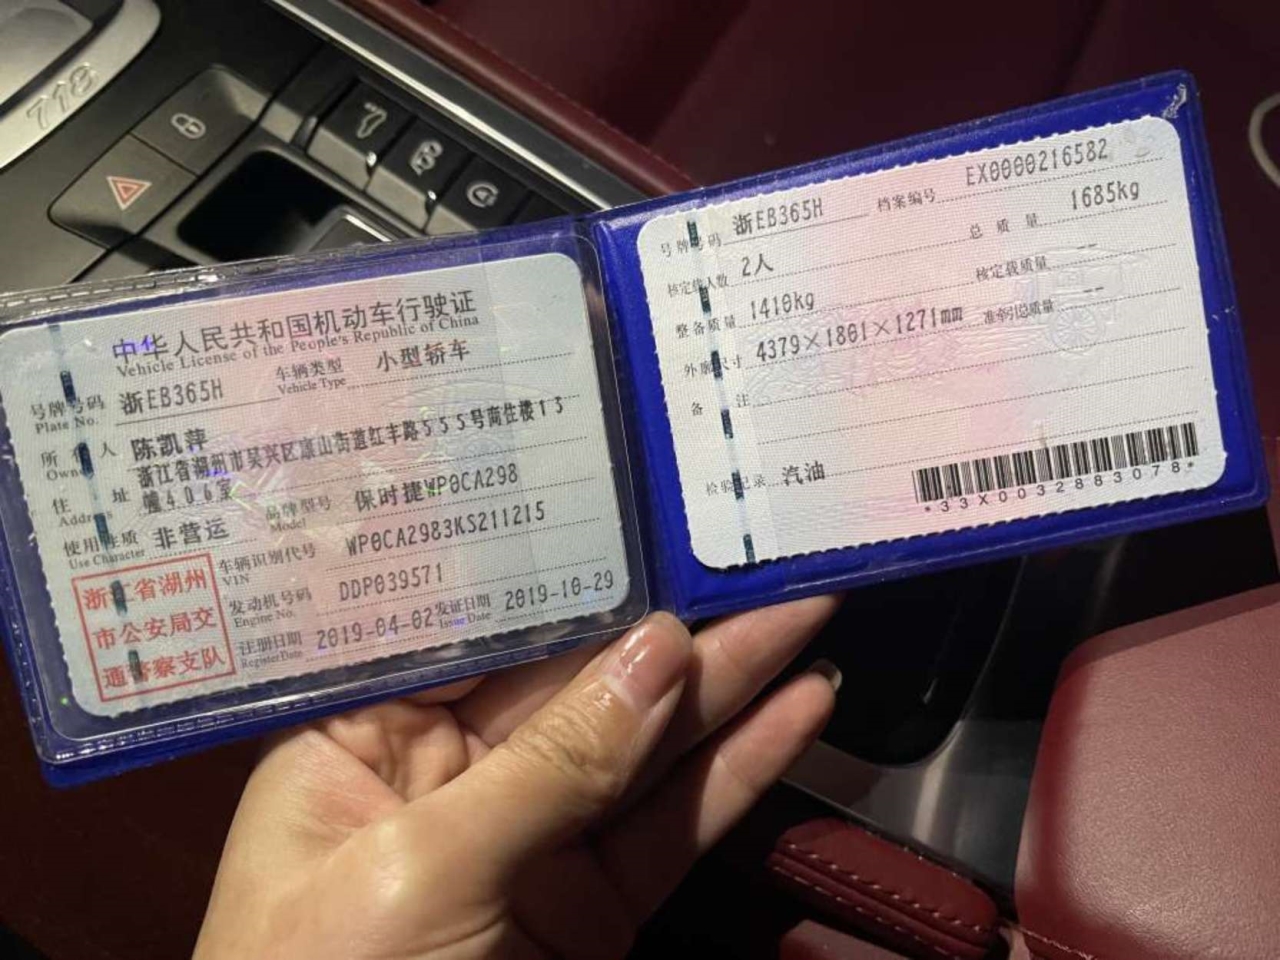 718
中华人民共和国机动车行驶证
Vehicle License of the People's Republic of China
号牌号码 浙EB365H 车辆类型 小型轿车
Plate No. Vehicle Type
所有人 陈凯萍
Owner
住址 浙江省湖州市吴兴区康山街道红丰路555号商住楼13
Address 幢406室
使用性质 非营运 品牌型号 保时捷WP0CA298
Use Character Model
车辆识别代号 WP0CA2983KS211215
VIN
发动机号码 DDP039571
Engine No.
注册日期 2019-04-02 发证日期 2019-10-29
Register Date Issue Date
浙江省湖州
市公安局交
通警察支队
号牌号码 浙EB365H 档案编号 EX0000216582
核定载人数 2人 总质量 1685kg
整备质量 1410kg 核定载质量 --
外廓尺寸 4379×1801×1271mm 准牵引总质量 --
备注
检验记录 汽油
*33X0032883078*